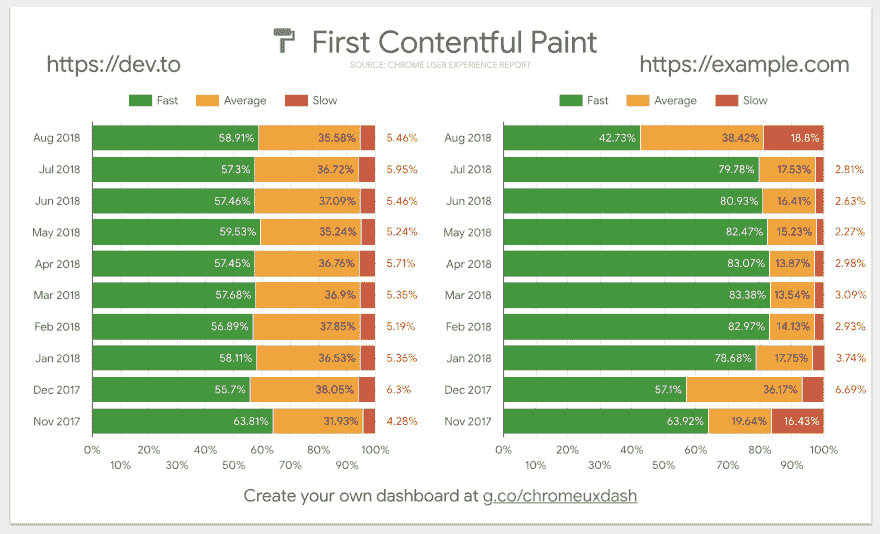 First Contentful Paint
SOURCE: CHROME USER EXPERIENCE REPORT
https://dev.to
Fast Average Slow
Aug 2018 58.91% 35.58% 5.46%
Jul 2018 57.3% 36.72% 5.95%
Jun 2018 57.46% 37.09% 5.46%
May 2018 59.53% 35.24% 5.24%
Apr 2018 57.45% 36.76% 5.71%
Mar 2018 57.68% 36.9% 5.35%
Feb 2018 56.89% 37.85% 5.19%
Jan 2018 58.11% 36.53% 5.36%
Dec 2017 55.7% 38.05% 6.3%
Nov 2017 63.81% 31.93% 4.28%
0% 20% 40% 60% 80% 100%
10% 30% 50% 70% 90%
https://example.com
Fast Average Slow
Aug 2018 42.73% 38.42% 18.8%
Jul 2018 79.78% 17.53% 2.81%
Jun 2018 80.93% 16.41% 2.63%
May 2018 82.47% 15.23% 2.27%
Apr 2018 83.07% 13.87% 2.98%
Mar 2018 83.38% 13.54% 3.09%
Feb 2018 82.97% 14.13% 2.93%
Jan 2018 78.68% 17.75% 3.74%
Dec 2017 57.1% 36.17% 6.69%
Nov 2017 63.92% 19.64% 16.43%
0% 20% 40% 60% 80% 100%
10% 30% 50% 70% 90%
Create your own dashboard at g.co/chromeuxdash